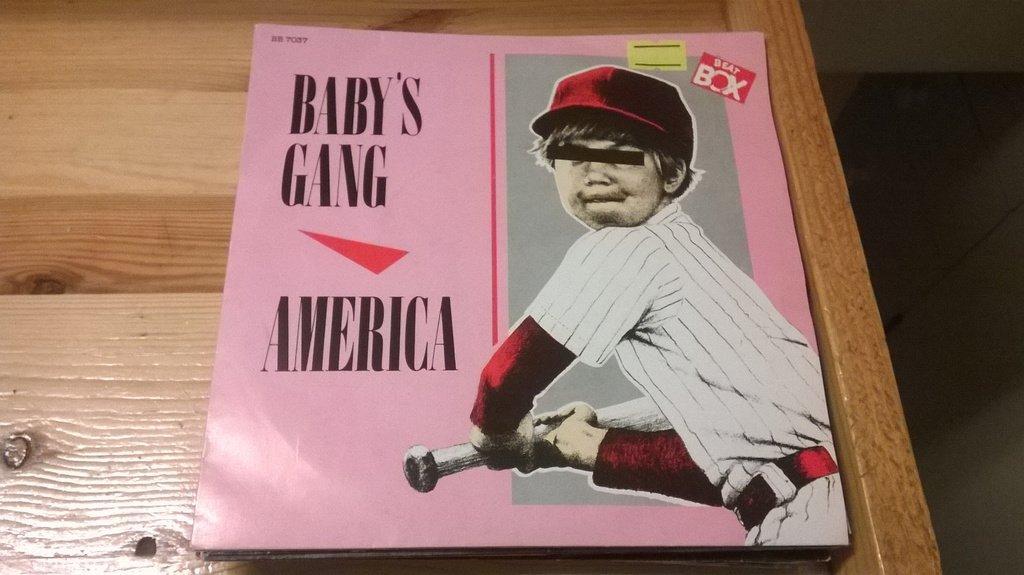 BB 7037
BABY'S
GANG
AMERICA
BEAT
BOX